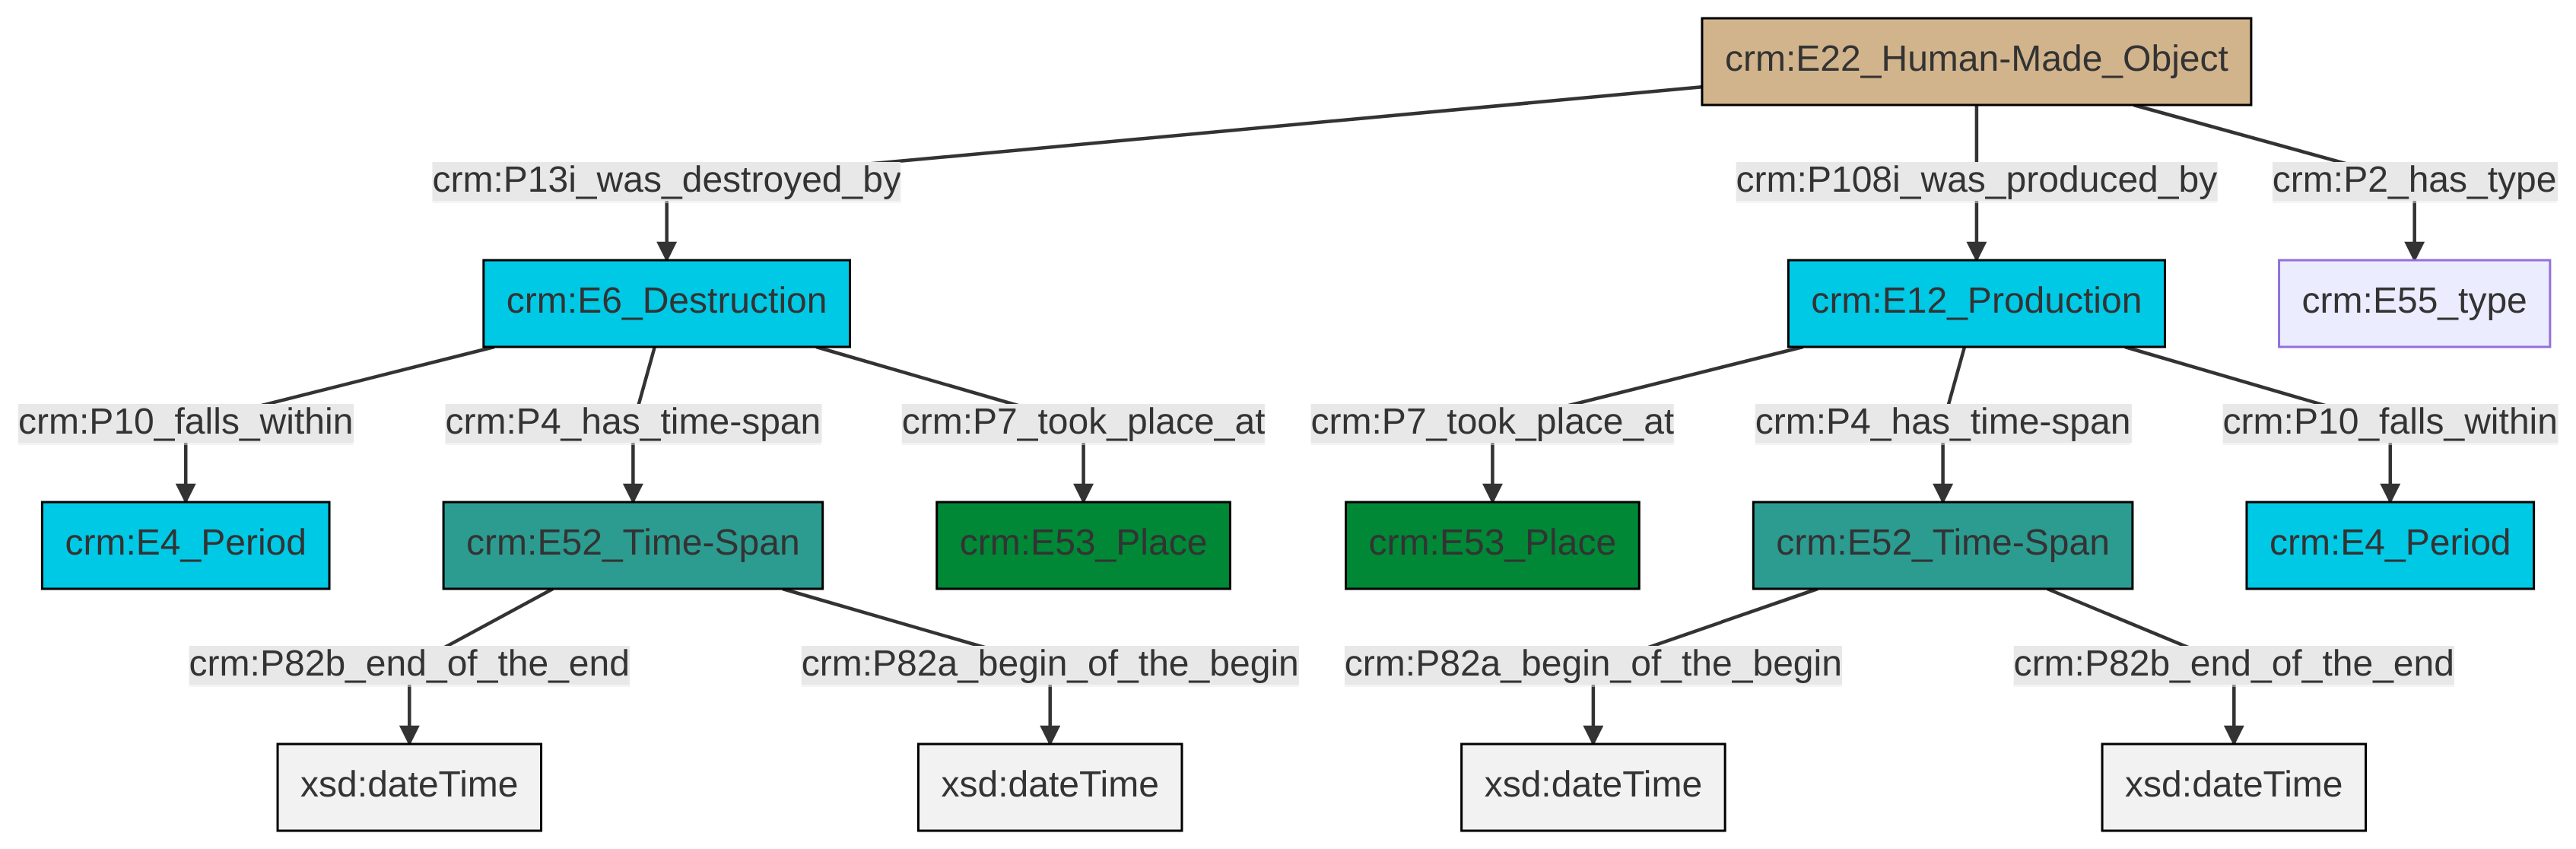 crm:E22_Human-Made_Object
crm:P13i_was_destroyed_by
crm:P108i_was_produced_by
crm:P2_has_type
crm:E6_Destruction
crm:E12_Production
crm:E55_type
crm:P10_falls_within
crm:P4_has_time-span
crm:P7_took_place_at
crm:P7_took_place_at
crm:P4_has_time-span
crm:P10_falls_within
crm:E4_Period
crm:E52_Time-Span
crm:E53_Place
crm:E53_Place
crm:E52_Time-Span
crm:E4_Period
crm:P82b_end_of_the_end
crm:P82a_begin_of_the_begin
crm:P82a_begin_of_the_begin
crm:P82b_end_of_the_end
xsd:dateTime
xsd:dateTime
xsd:dateTime
xsd:dateTime